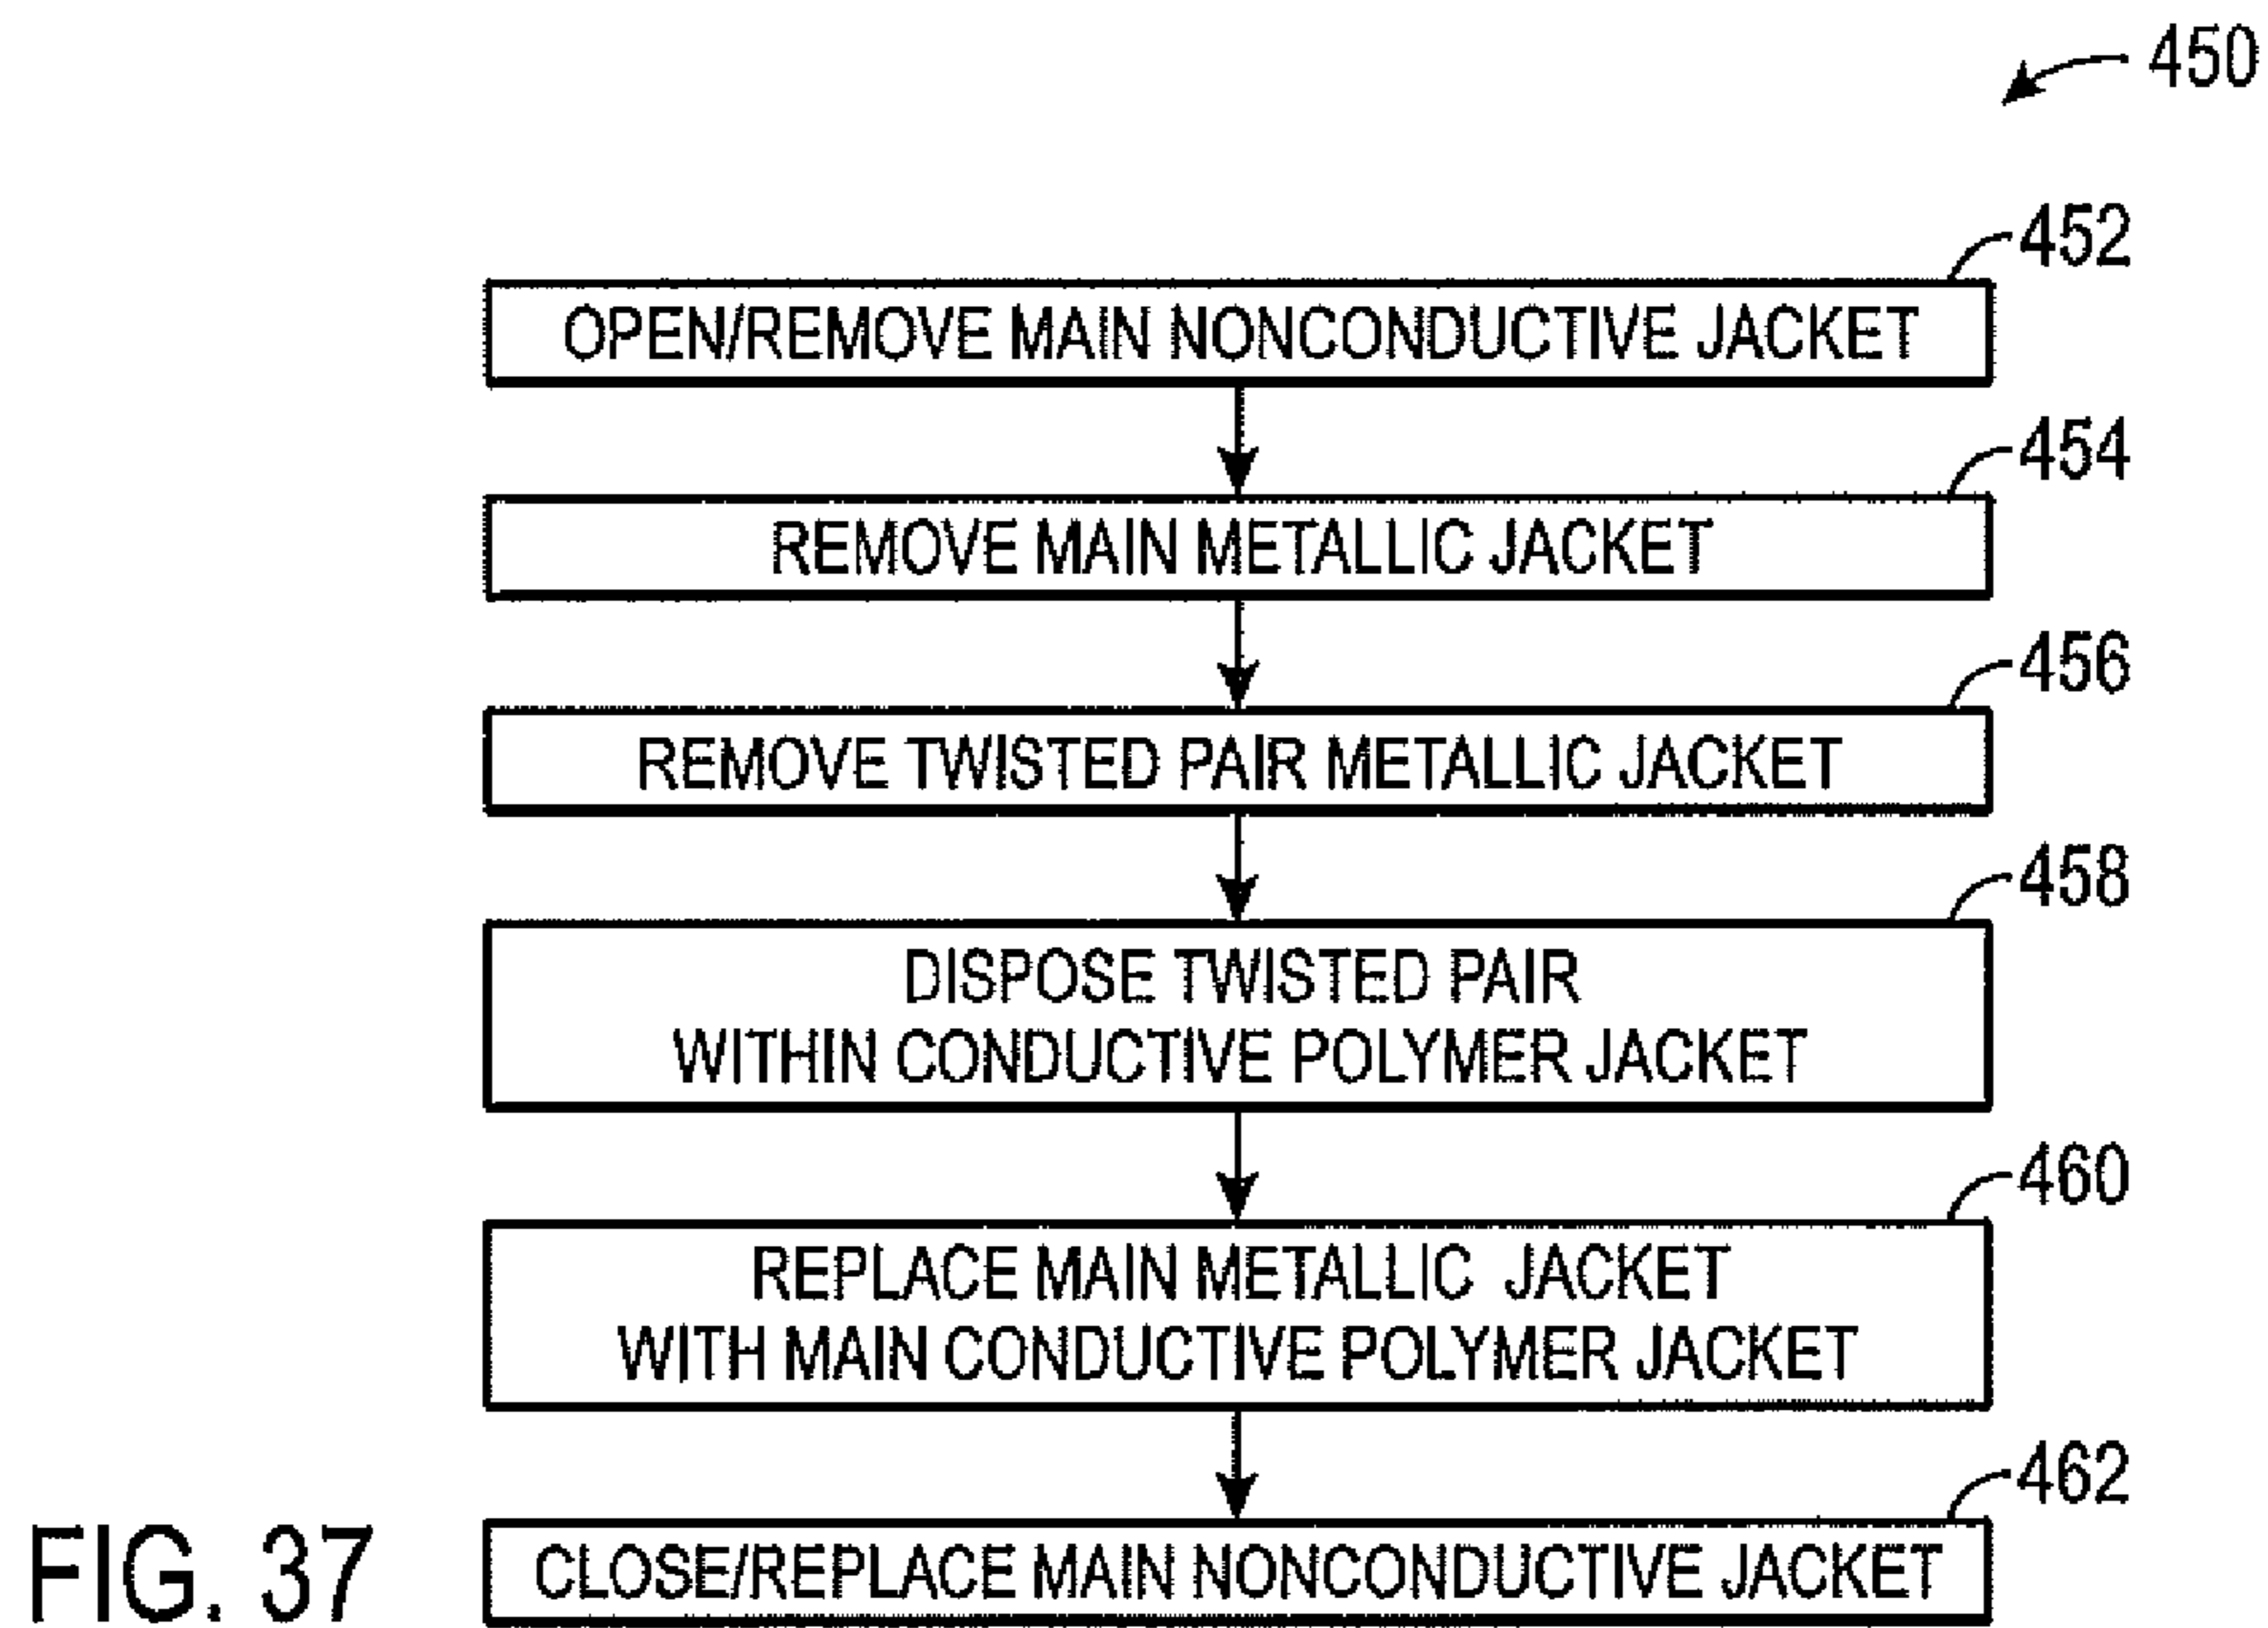 450
452
OPEN/REMOVE MAIN NONCONDUCTIVE JACKET
454
REMOVE MAIN METALLIC JACKET
456
REMOVE TWISTED PAIR METALLIC JACKET
458
DISPOSE TWISTED PAIR
WITHIN CONDUCTIVE POLYMER JACKET
460
REPLACE MAIN METALLIC JACKET
WITH MAIN CONDUCTIVE POLYMER JACKET
462
CLOSE/REPLACE MAIN NONCONDUCTIVE JACKET
FIG. 37